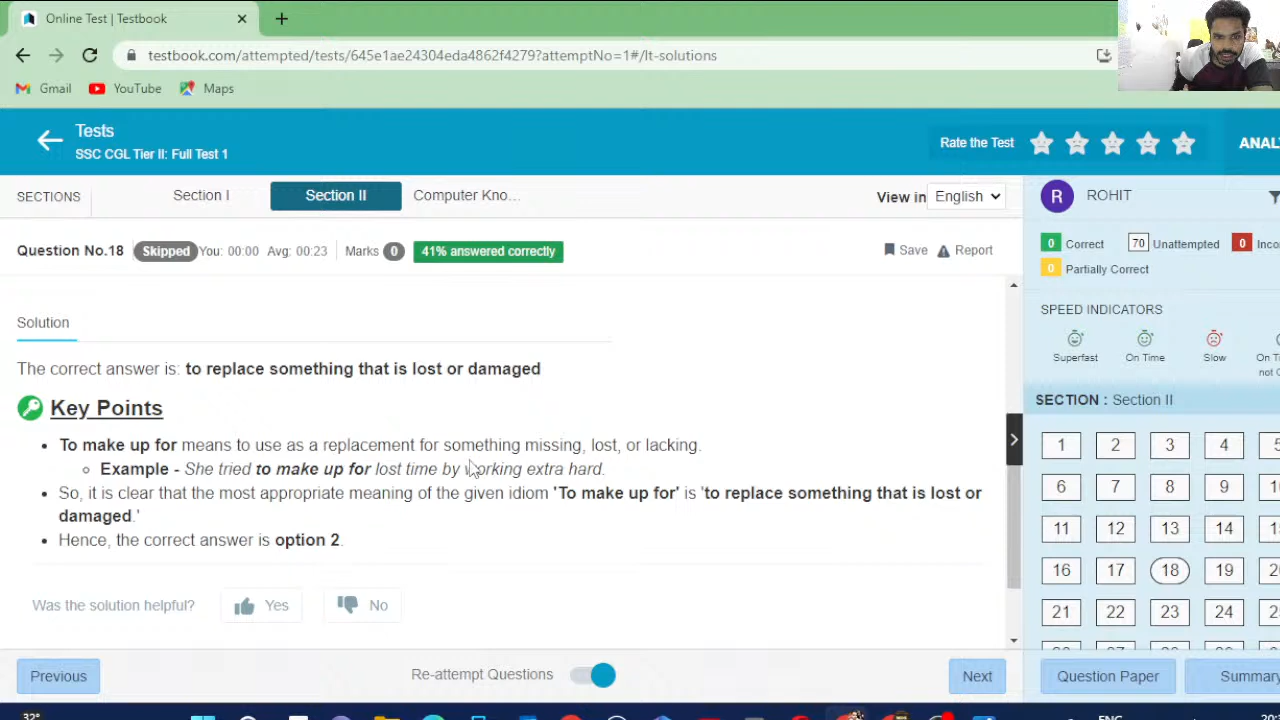 Online Test | Testbook
testbook.com/attempted/tests/645e1ae24304eda4862f4279?attemptNo=1#/lt-solutions
Gmail YouTube Maps
Tests
SSC CGL Tier II: Full Test 1
Rate the Test
ANAL
SECTIONS Section I Section II Computer Kno... View in English
ROHIT
Question No.18 Skipped You: 00:00 Avg: 00:23 Marks 0 41% answered correctly Save Report
0 Correct 70 Unattempted 0 Inco
0 Partially Correct
SPEED INDICATORS
Superfast On Time Slow On Ti
not C
Solution
The correct answer is: to replace something that is lost or damaged
Key Points
To make up for means to use as a replacement for something missing, lost, or lacking.
Example - She tried to make up for lost time by working extra hard.
So, it is clear that the most appropriate meaning of the given idiom 'To make up for' is 'to replace something that is lost or
damaged.'
Hence, the correct answer is option 2.
Was the solution helpful? Yes No
SECTION : Section II
1 2 3 4 5
6 7 8 9
11 12 13 14
16 17 18 19
21 22 23 24
Previous Re-attempt Questions Next
Question Paper Summary
32°
ENG